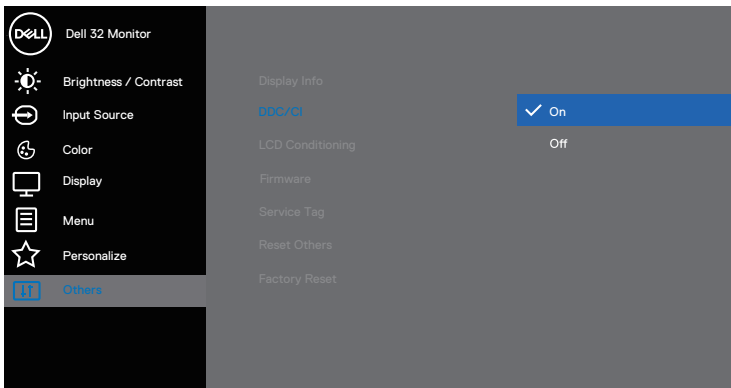 DELL
Dell 32 Monitor
Brightness / Contrast
Input Source
Color
Display
Menu
Personalize
Others
Display Info
DDC/CI
LCD Conditioning
Firmware
Service Tag
Reset Others
Factory Reset
On
Off